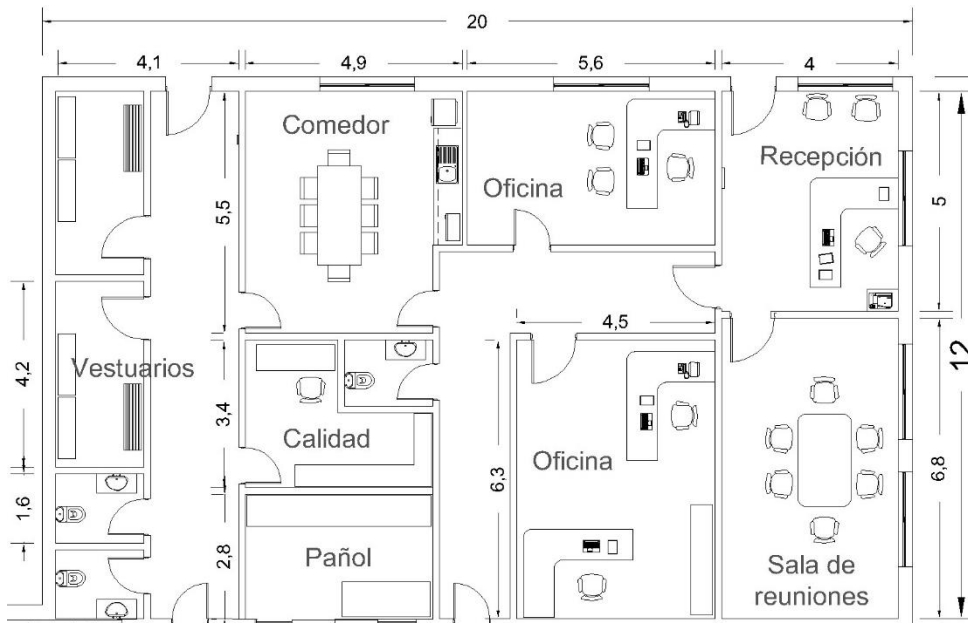 20
4,1
4,9
5,6
4
Comedor
Oficina
Recepción
5,5
5
4,5
4,2
Vestuarios
12
3,4
Calidad
6,3
Oficina
6,8
1,6
2,8
Pañol
Sala de
reuniones